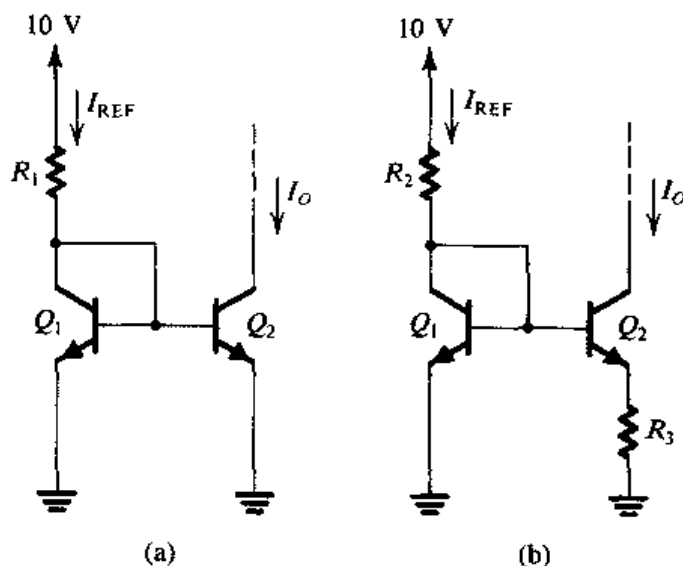 10 V
I_REF
R_1
I_O
Q_1
Q_2
(a)
10 V
I_REF
R_2
I_O
Q_1
Q_2
R_3
(b)